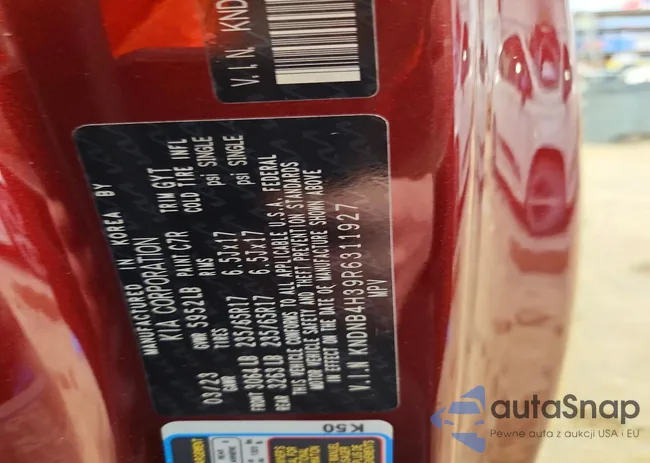 V.I.N. KND
MANUFACTURED IN KOREA BY
KIA CORPORATION
03/23 GVWR 5952LB PAINT C7R TRIM GYT
GAWR TIRES RIMS COLD TIRE INFL
FRONT 3064LB 235/65R17 6.5Jx17 psi SINGLE
REAR 3263LB 235/65R17 6.5Jx17 psi SINGLE
THIS VEHICLE CONFORMS TO ALL APPLICABLE U.S.A. FEDERAL
MOTOR VEHICLE SAFETY AND THEFT PREVENTION STANDARDS
IN EFFECT ON THE DATE OF MANUFACTURE SHOWN ABOVE
V.I.N KNDNB4H39R6311927
MPV
K50
autaSnap
Pewne auta z aukcji USA i EU